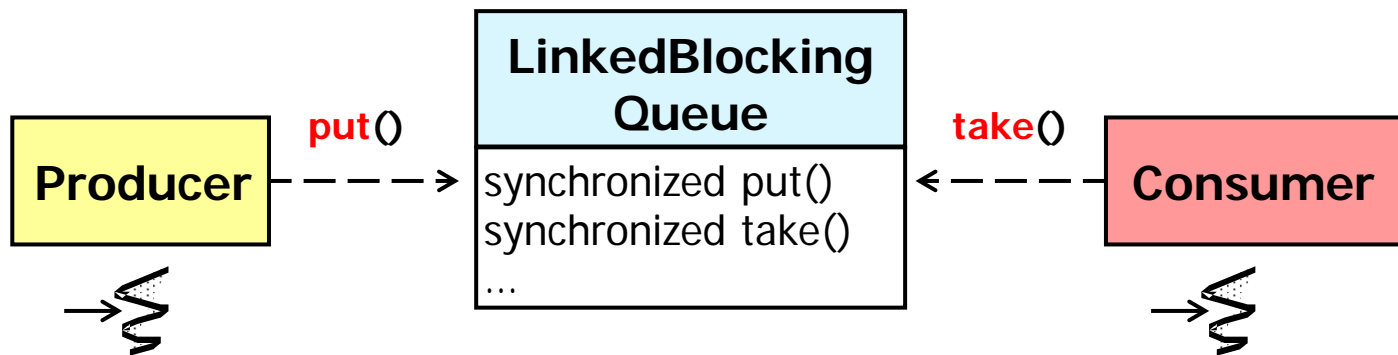 LinkedBlocking
Queue
put()
take()
Producer
synchronized put()
synchronized take()
...
Consumer